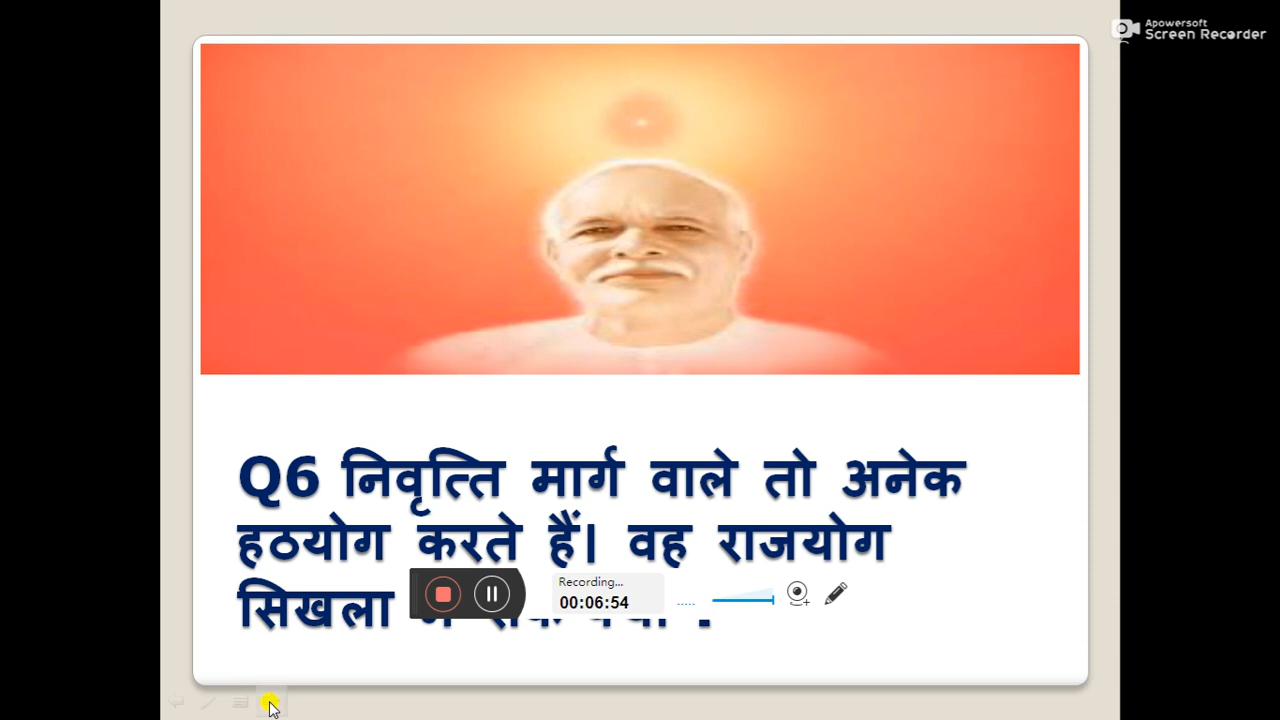 Apowersoft
Screen Recorder
Q6 निवृत्ति मार्ग वाले तो अनेक
हठयोग करते हैं। वह राजयोग
सिखला
Recording...
00:06:54